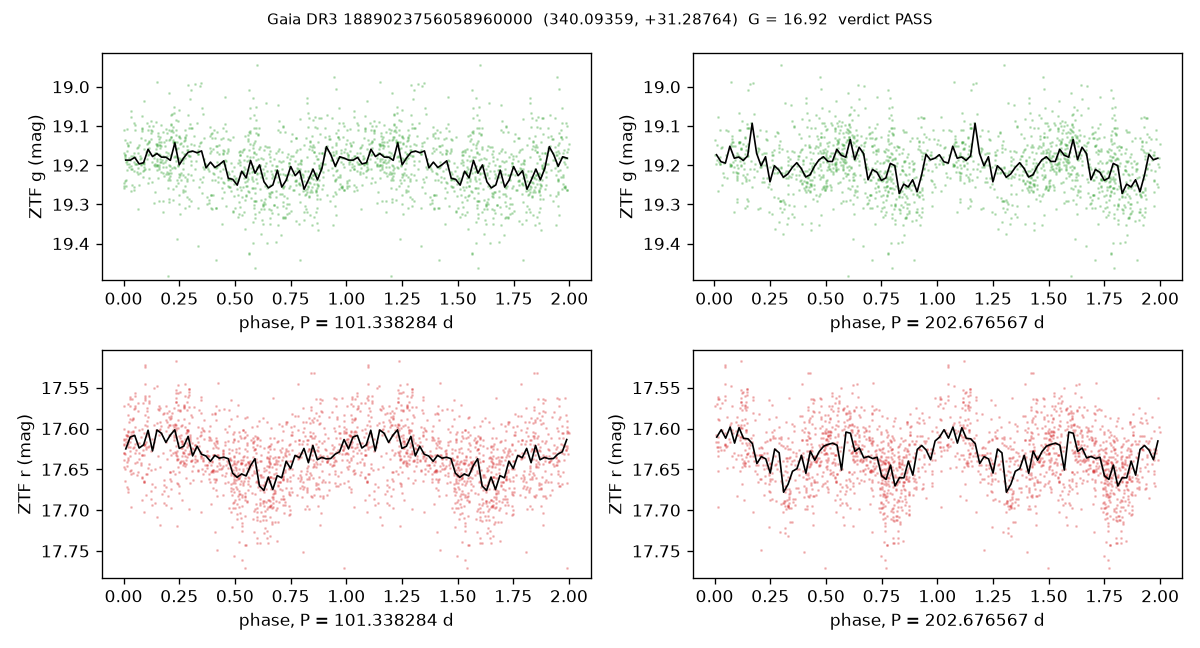 Gaia DR3 1889023756058960000  (340.09359, +31.28764)  G = 16.92  verdict PASS
ZTF g (mag)
19.0
19.1
19.2
19.3
19.4
0.00 0.25 0.50 0.75 1.00 1.25 1.50 1.75 2.00
phase, P = 101.338284 d
ZTF g (mag)
19.0
19.1
19.2
19.3
19.4
0.00 0.25 0.50 0.75 1.00 1.25 1.50 1.75 2.00
phase, P = 202.676567 d
ZTF r (mag)
17.55
17.60
17.65
17.70
17.75
0.00 0.25 0.50 0.75 1.00 1.25 1.50 1.75 2.00
phase, P = 101.338284 d
ZTF r (mag)
17.55
17.60
17.65
17.70
17.75
0.00 0.25 0.50 0.75 1.00 1.25 1.50 1.75 2.00
phase, P = 202.676567 d